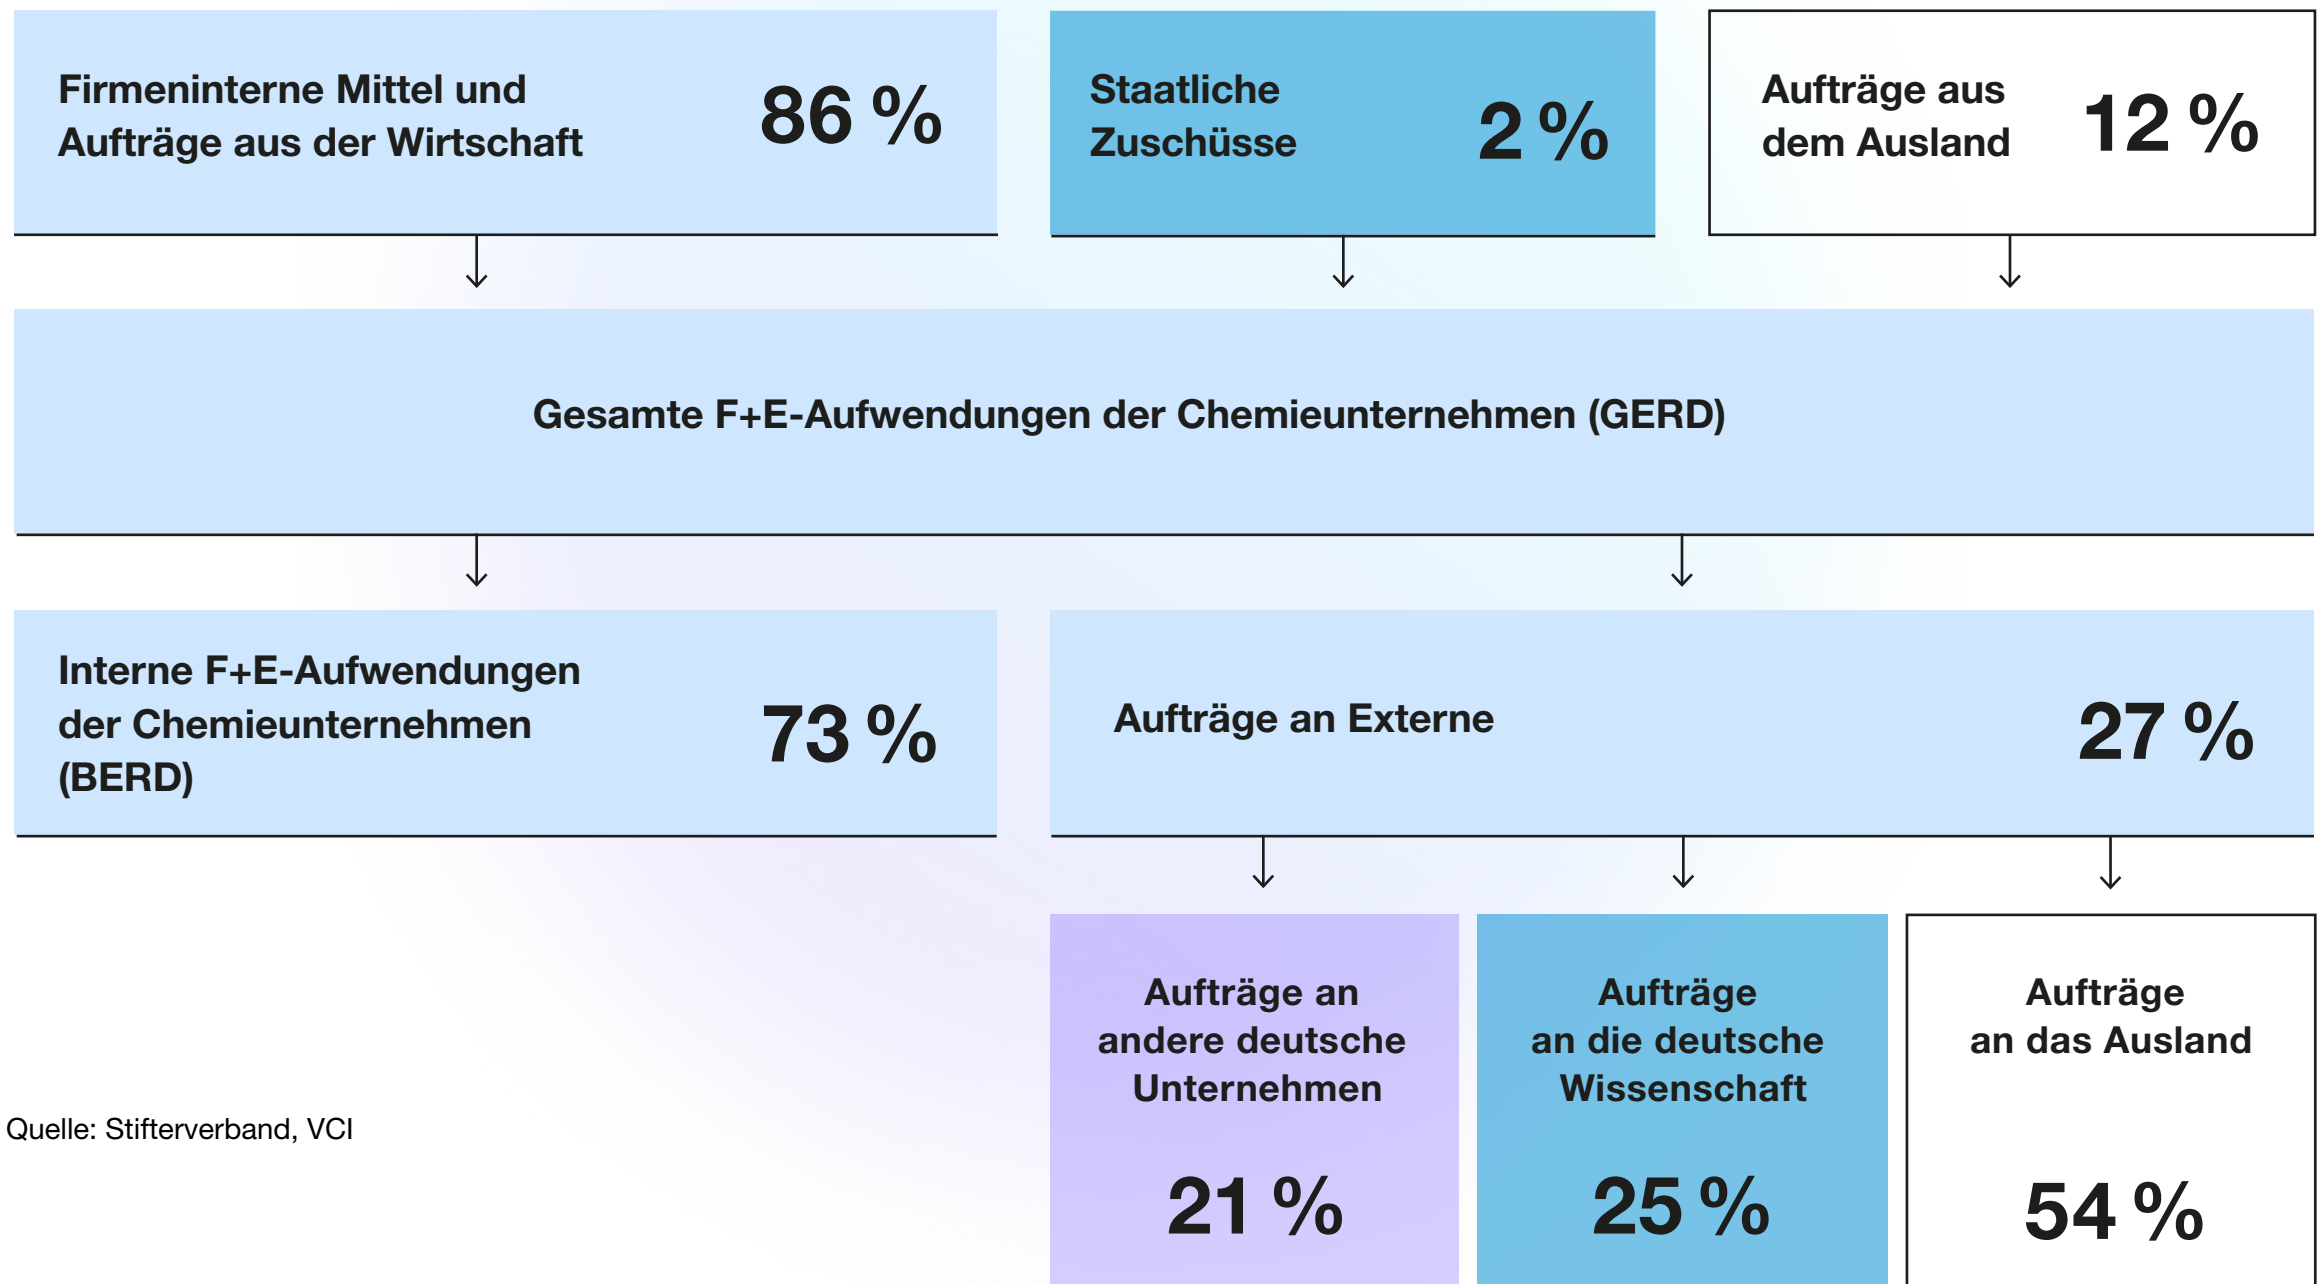 Firmeninterne Mittel und
Aufträge aus der Wirtschaft
86 %
Staatliche
Zuschüsse
2 %
Aufträge aus
dem Ausland
12 %
Gesamte F+E-Aufwendungen der Chemieunternehmen (GERD)
Interne F+E-Aufwendungen
der Chemieunternehmen
(BERD)
73 %
Aufträge an Externe
27 %
Aufträge an
andere deutsche
Unternehmen
21 %
Aufträge
an die deutsche
Wissenschaft
25 %
Aufträge
an das Ausland
54 %
Quelle: Stifterverband, VCI